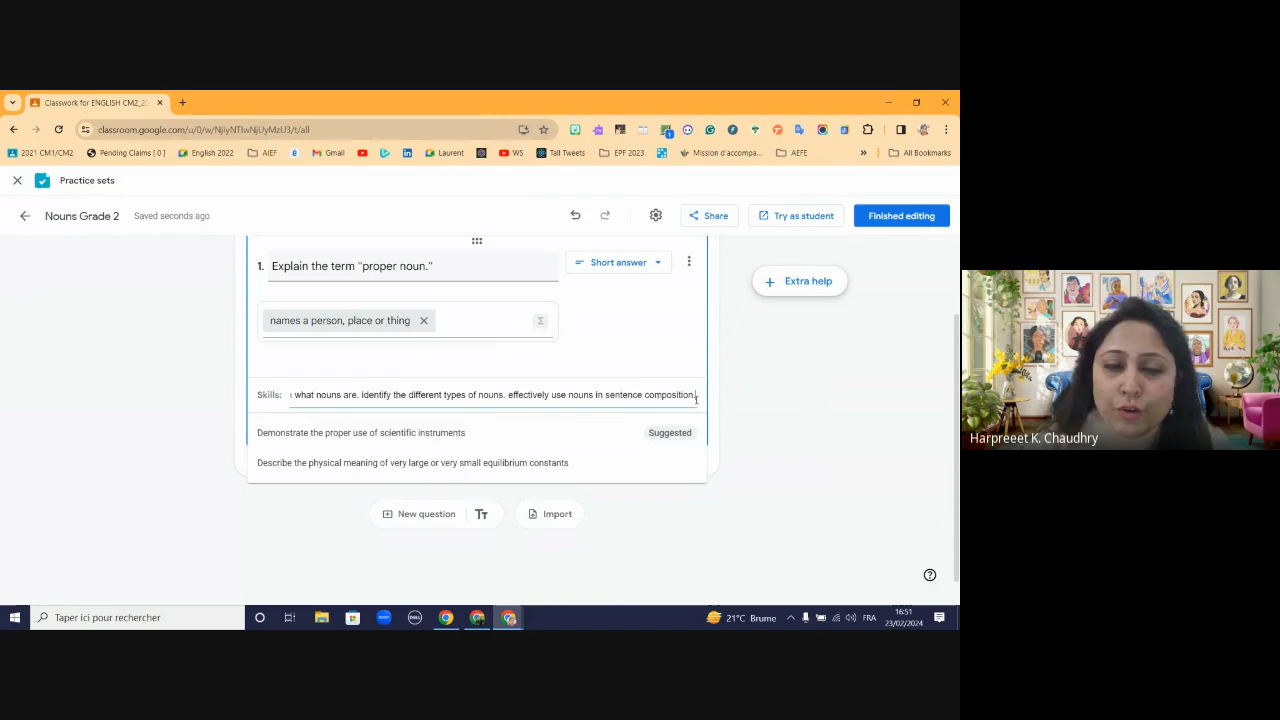 Classwork for ENGLISH CM2_2
classroom.google.com/u/0/w/NjIyNTIwNjUyMzU3/t/all
2021 CM1/CM2
Pending Claims [ 0 ]
English 2022
AIEF
Gmail
Laurent
WS
Tall Tweets
EPF 2023
Mission d'accompa...
AEFE
All Bookmarks
Practice sets
Nouns Grade 2
Saved seconds ago
Share
Try as student
Finished editing
1. Explain the term "proper noun."
Short answer
Extra help
names a person, place or thing
Skills: what nouns are. Identify the different types of nouns. effectively use nouns in sentence composition.
Demonstrate the proper use of scientific instruments
Suggested
Describe the physical meaning of very large or very small equilibrium constants
New question
Tt
Import
Harpreeet K. Chaudhry
Taper ici pour rechercher
DELL
21°C Brume
FRA
16:51
23/02/2024